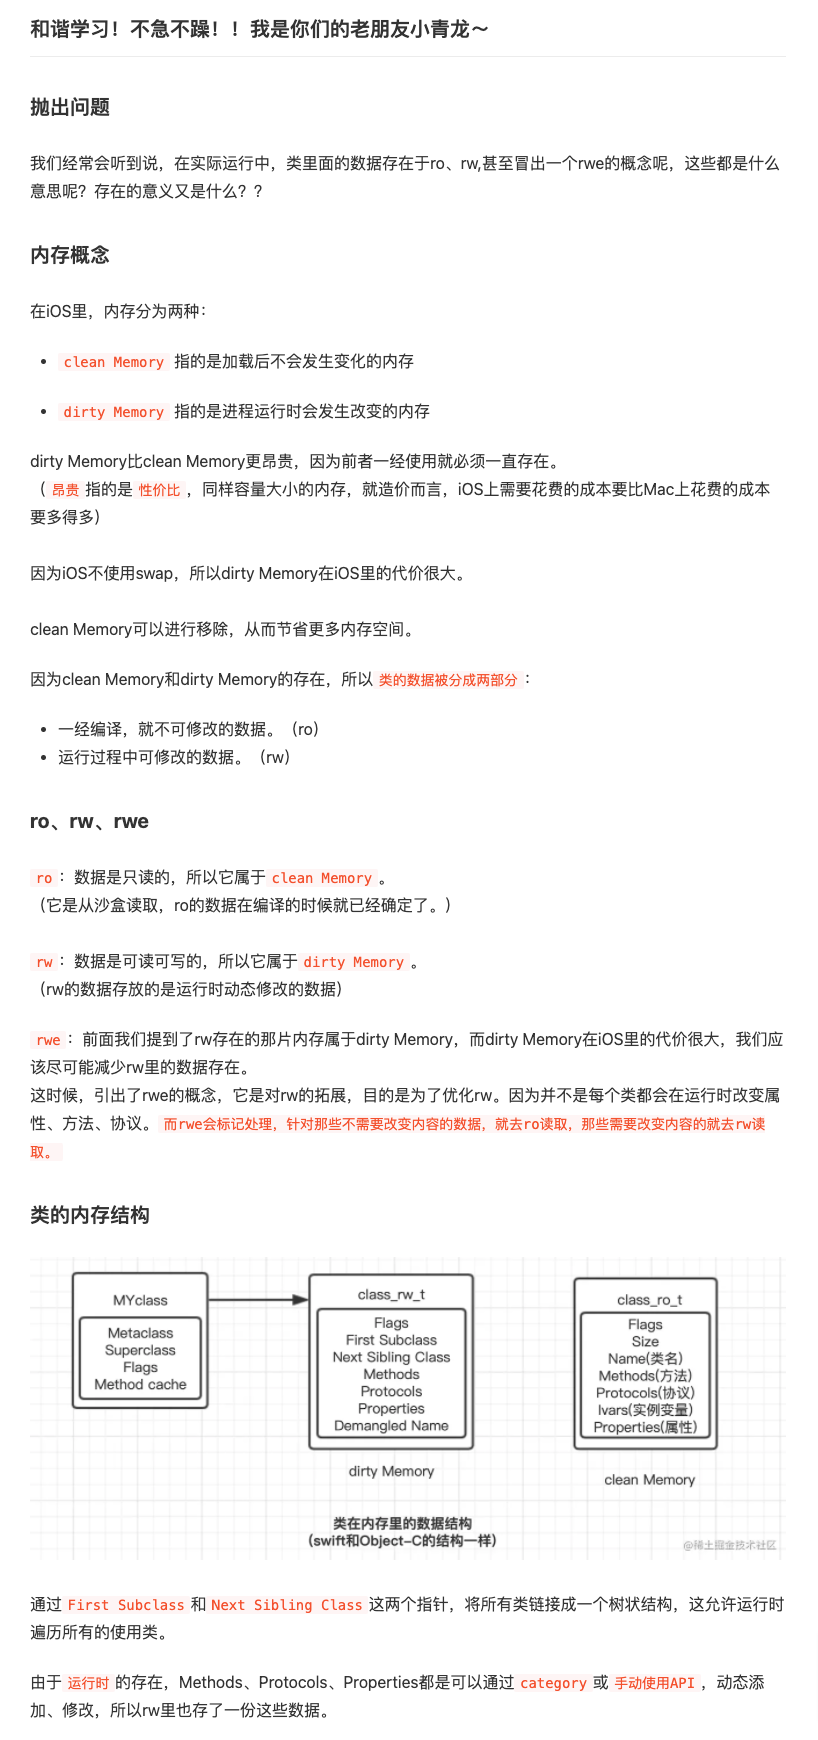 和谐学习！不急不躁！！我是你们的老朋友小青龙～
抛出问题
我们经常会听到说，在实际运行中，类里面的数据存在于ro、rw,甚至冒出一个rwe的概念呢，这些都是什么
意思呢？存在的意义又是什么？？
内存概念
在iOS里，内存分为两种：
• clean Memory 指的是加载后不会发生变化的内存
• dirty Memory 指的是进程运行时会发生改变的内存
dirty Memory比clean Memory更昂贵，因为前者一经使用就必须一直存在。
（ 昂贵 指的是 性价比 ，同样容量大小的内存，就造价而言，iOS上需要花费的成本要比Mac上花费的成本
要多得多）
因为iOS不使用swap，所以dirty Memory在iOS里的代价很大。
clean Memory可以进行移除，从而节省更多内存空间。
因为clean Memory和dirty Memory的存在，所以 类的数据被分成两部分 ：
• 一经编译，就不可修改的数据。（ro）
• 运行过程中可修改的数据。（rw）
ro、rw、rwe
ro ：数据是只读的，所以它属于 clean Memory 。
（它是从沙盒读取，ro的数据在编译的时候就已经确定了。）
rw ：数据是可读可写的，所以它属于 dirty Memory 。
（rw的数据存放的是运行时动态修改的数据）
rwe ：前面我们提到了rw存在的那片内存属于dirty Memory，而dirty Memory在iOS里的代价很大，我们应
该尽可能减少rw里的数据存在。
这时候，引出了rwe的概念，它是对rw的拓展，目的是为了优化rw。因为并不是每个类都会在运行时改变属
性、方法、协议。 而rwe会标记处理，针对那些不需要改变内容的数据，就去ro读取，那些需要改变内容的就去rw读
取。
类的内存结构
MYclass
Metaclass
Superclass
Flags
Method cache
class_rw_t
Flags
First Subclass
Next Sibling Class
Methods
Protocols
Properties
Demangled Name
dirty Memory
class_ro_t
Flags
Size
Name(类名)
Methods(方法)
Protocols(协议)
Ivars(实例变量)
Properties(属性)
clean Memory
类在内存里的数据结构
(swift和Object-C的结构一样)
@稀土掘金技术社区
通过 First Subclass 和 Next Sibling Class 这两个指针，将所有类链接成一个树状结构，这允许运行时
遍历所有的使用类。
由于 运行时 的存在，Methods、Protocols、Properties都是可以通过 category 或 手动使用API ，动态添
加、修改，所以rw里也存了一份这些数据。